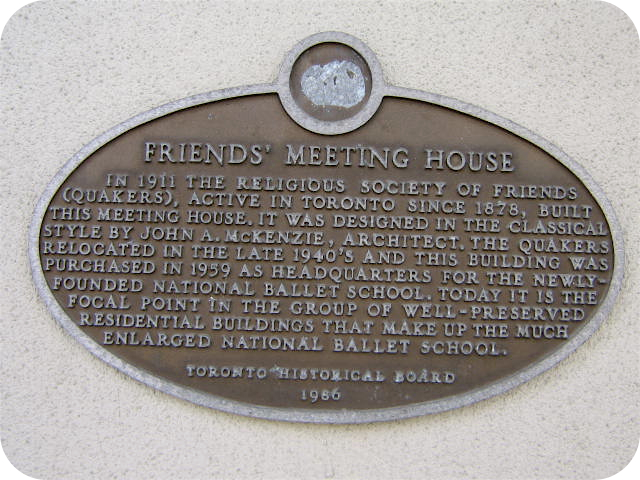 FRIENDS' MEETING HOUSE
IN 1911 THE RELIGIOUS SOCIETY OF FRIENDS
(QUAKERS), ACTIVE IN TORONTO SINCE 1878, BUILT
THIS MEETING HOUSE. IT WAS DESIGNED IN THE CLASSICAL
STYLE BY JOHN A. McKENZIE, ARCHITECT. THE QUAKERS
RELOCATED IN THE LATE 1940'S AND THIS BUILDING WAS
PURCHASED IN 1959 AS HEADQUARTERS FOR THE NEWLY-
FOUNDED NATIONAL BALLET SCHOOL. TODAY IT IS THE
FOCAL POINT IN THE GROUP OF WELL-PRESERVED
RESIDENTIAL BUILDINGS THAT MAKE UP THE MUCH
ENLARGED NATIONAL BALLET SCHOOL.
TORONTO HISTORICAL BOARD
1986